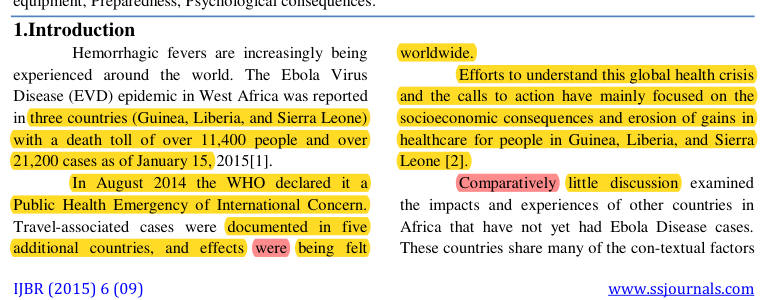 equipment, Preparedness, Psychological consequences.
1.Introduction
Hemorrhagic fevers are increasingly being
experienced around the world. The Ebola Virus
Disease (EVD) epidemic in West Africa was reported
in three countries (Guinea, Liberia, and Sierra Leone)
with a death toll of over 11,400 people and over
21,200 cases as of January 15, 2015[1].
In August 2014 the WHO declared it a
Public Health Emergency of International Concern.
Travel-associated cases were documented in five
additional countries, and effects were being felt
worldwide.
Efforts to understand this global health crisis
and the calls to action have mainly focused on the
socioeconomic consequences and erosion of gains in
healthcare for people in Guinea, Liberia, and Sierra
Leone [2].
Comparatively little discussion examined
the impacts and experiences of other countries in
Africa that have not yet had Ebola Disease cases.
These countries share many of the con-textual factors
IJBR (2015) 6 (09)
www.ssjournals.com